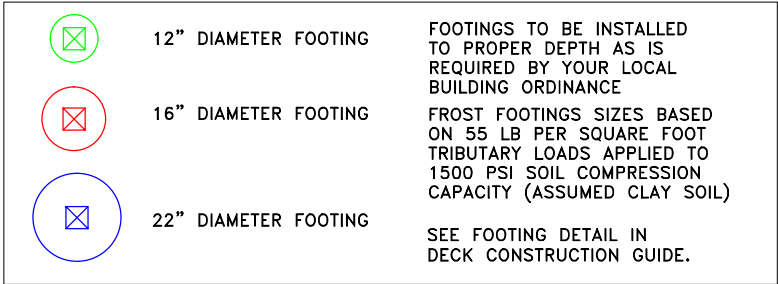 12” DIAMETER FOOTING
16” DIAMETER FOOTING
22” DIAMETER FOOTING
FOOTINGS TO BE INSTALLED
TO PROPER DEPTH AS IS
REQUIRED BY YOUR LOCAL
BUILDING ORDINANCE
FROST FOOTINGS SIZES BASED
ON 55 LB PER SQUARE FOOT
TRIBUTARY LOADS APPLIED TO
1500 PSI SOIL COMPRESSION
CAPACITY (ASSUMED CLAY SOIL)
SEE FOOTING DETAIL IN
DECK CONSTRUCTION GUIDE.